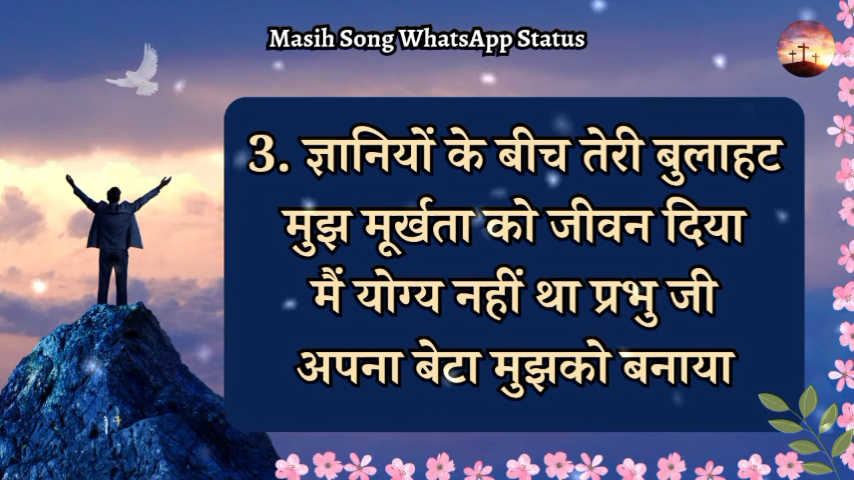 Masih Song WhatsApp Status
3. ज्ञानियों के बीच तेरी बुलाहट
मुझ मूर्खता को जीवन दिया
मैं योग्य नहीं था प्रभु जी
अपना बेटा मुझको बनाया